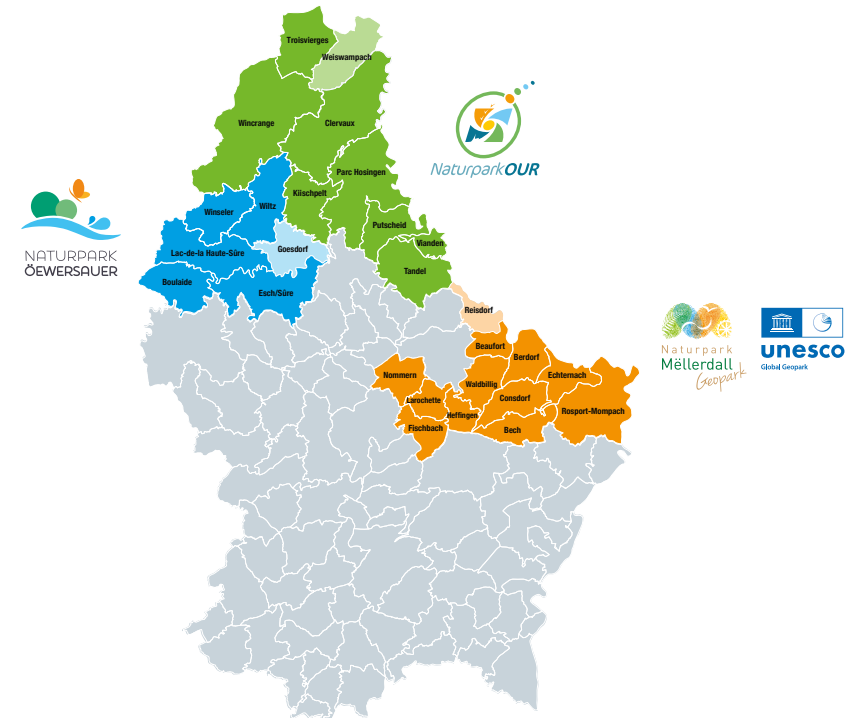 Troisvierges
Weiswampach
Wincrange
Clervaux
NaturparkOUR
Parc Hosingen
Kiischpelt
Wiltz
Winseler
Putscheid
Vianden
NATURPARK
ÖEWERSAUER
Lac-de-la Haute-Sûre
Goesdorf
Tandel
Boulaide
Esch/Sûre
Reisdorf
Beaufort
Berdorf
Naturpark
Mëllerdall
Geopark
unesco
Global Geopark
Nommern
Waldbillig
Echternach
Larochette
Consdorf
Rosport-Mompach
Heffingen
Fischbach
Bech